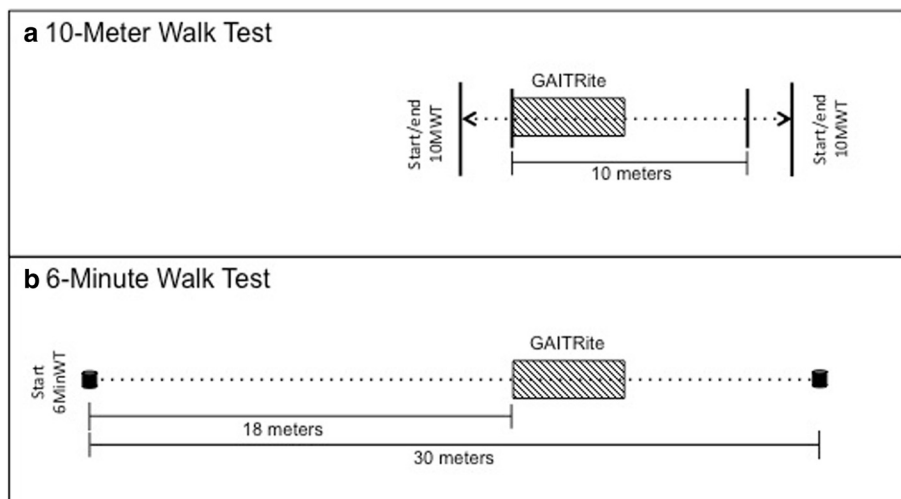 a 10-Meter Walk Test
GAITRite
Start/end
10MWT
10 meters
Start/end
10MWT
b 6-Minute Walk Test
GAITRite
Start
6MinWT
18 meters
30 meters